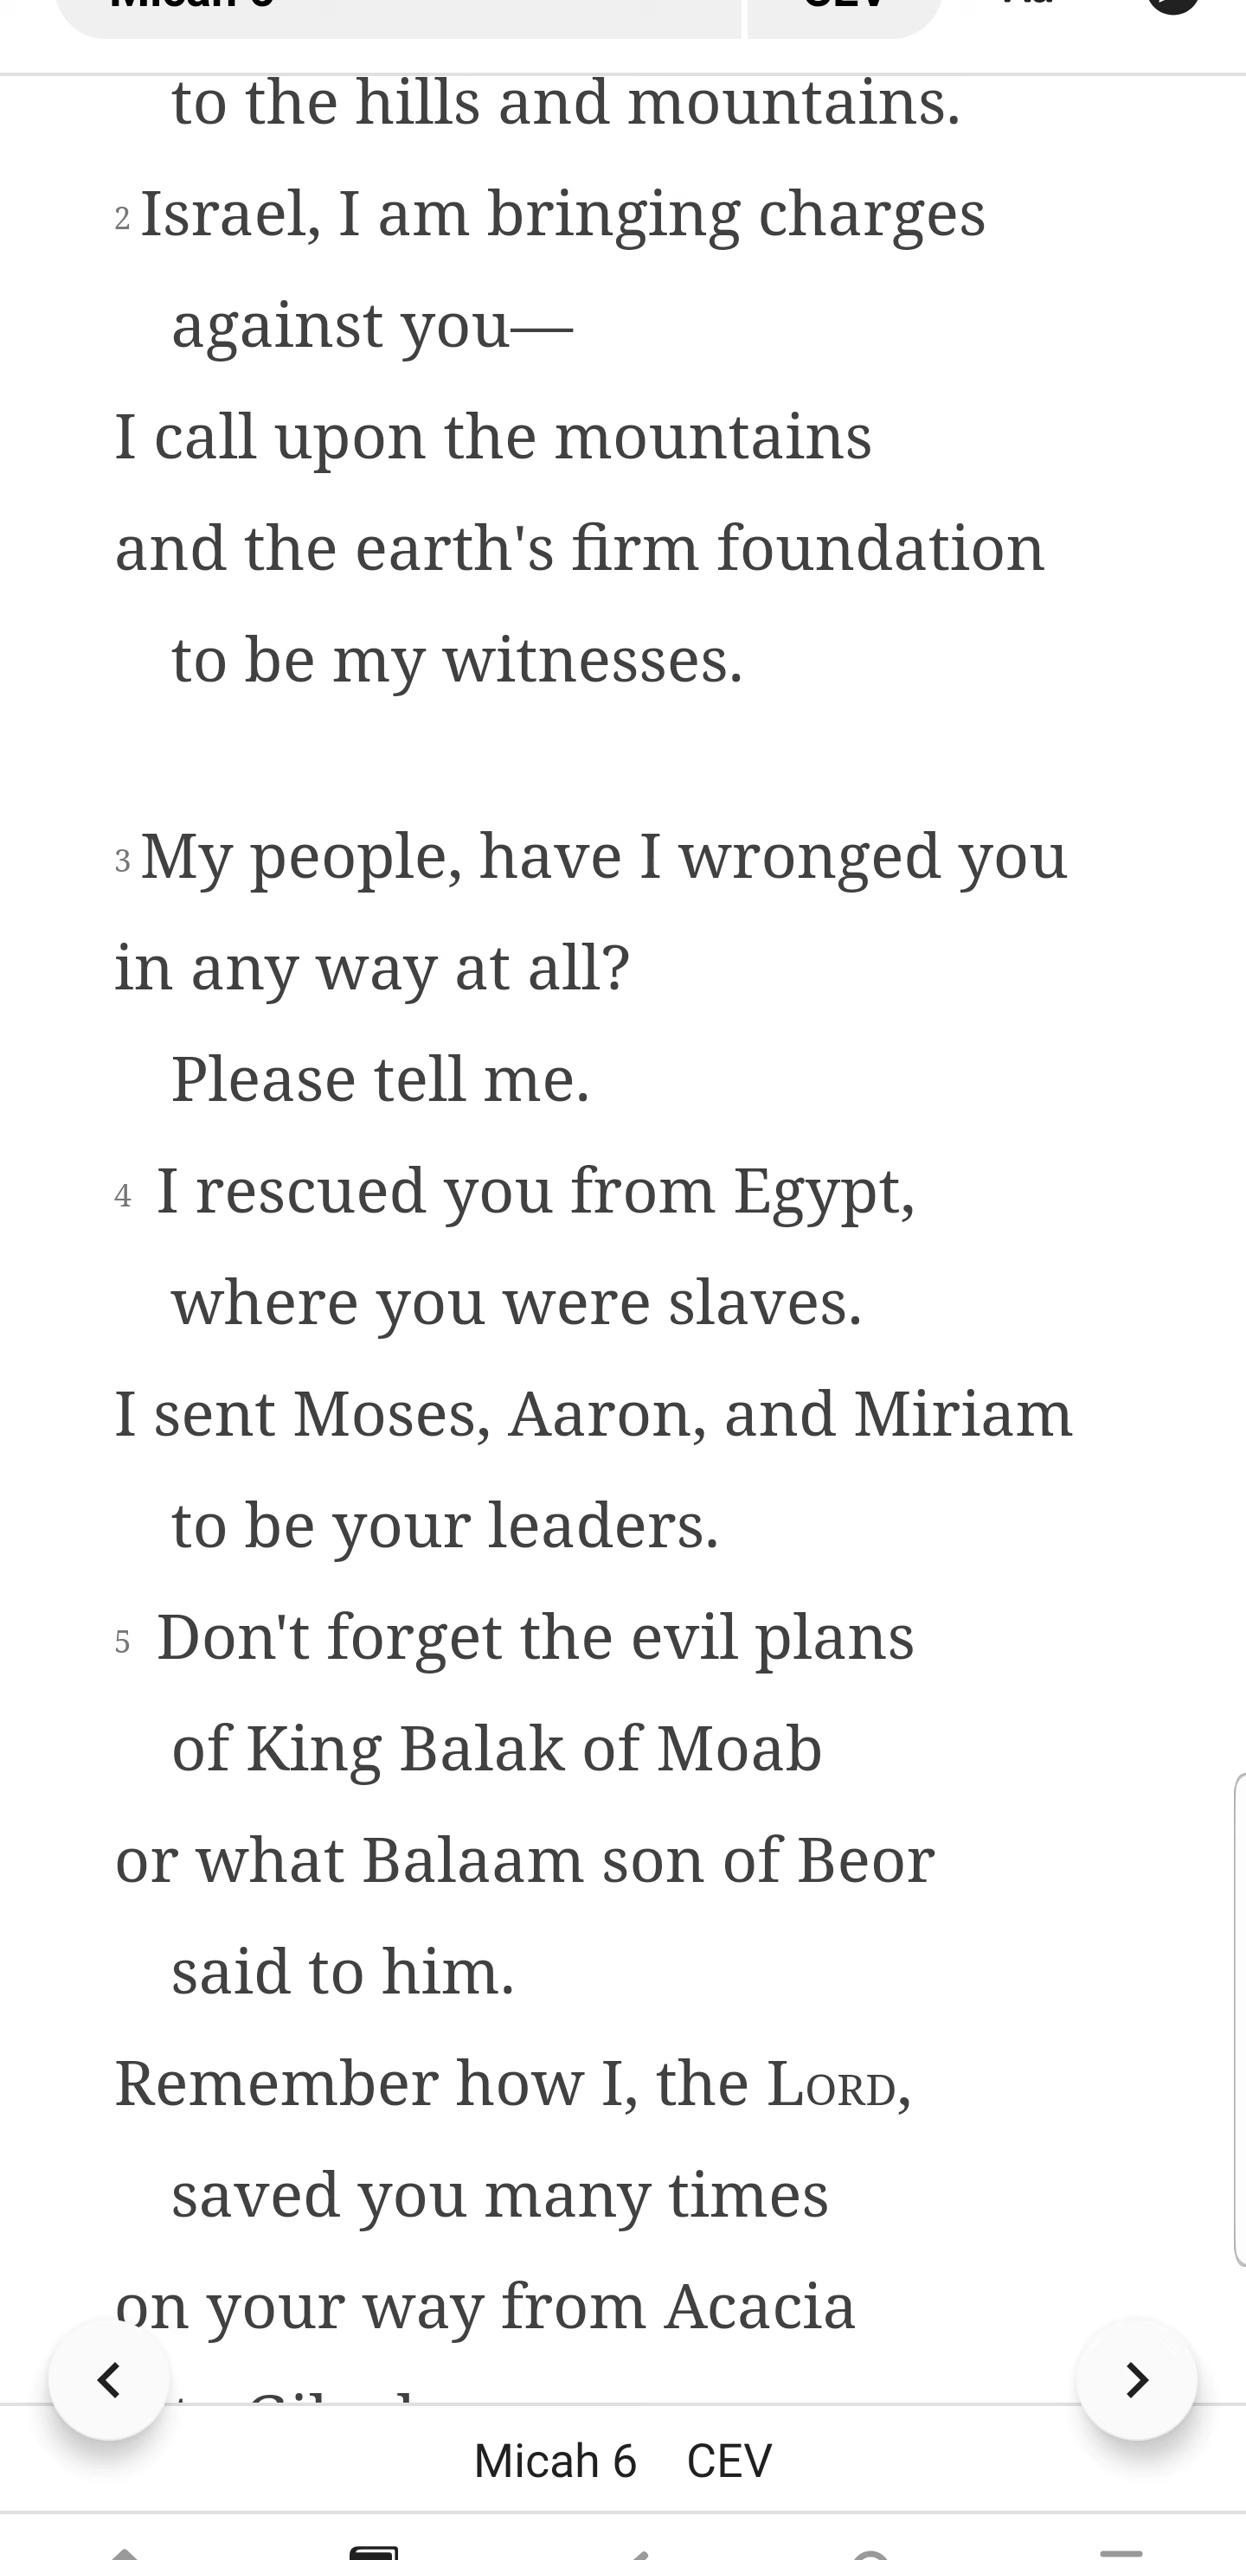 Micah 6 CEV Aa
to the hills and mountains.
2 Israel, I am bringing charges
against you—
I call upon the mountains
and the earth's firm foundation
to be my witnesses.
3 My people, have I wronged you
in any way at all?
Please tell me.
4 I rescued you from Egypt,
where you were slaves.
I sent Moses, Aaron, and Miriam
to be your leaders.
5 Don't forget the evil plans
of King Balak of Moab
or what Balaam son of Beor
said to him.
Remember how I, the LORD,
saved you many times
on your way from Acacia
Micah 6 CEV